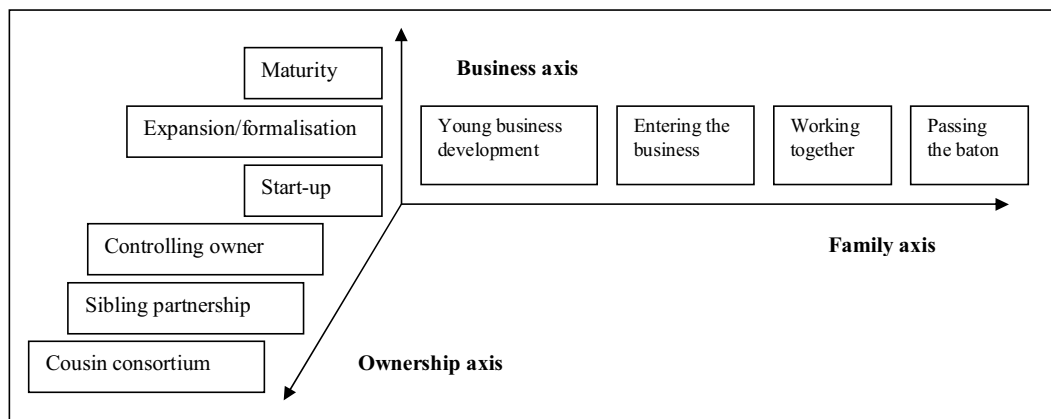 Maturity
Business axis
Expansion/formalisation
Young business
development
Entering the
business
Working
together
Passing
the baton
Start-up
Controlling owner
Family axis
Sibling partnership
Cousin consortium
Ownership axis